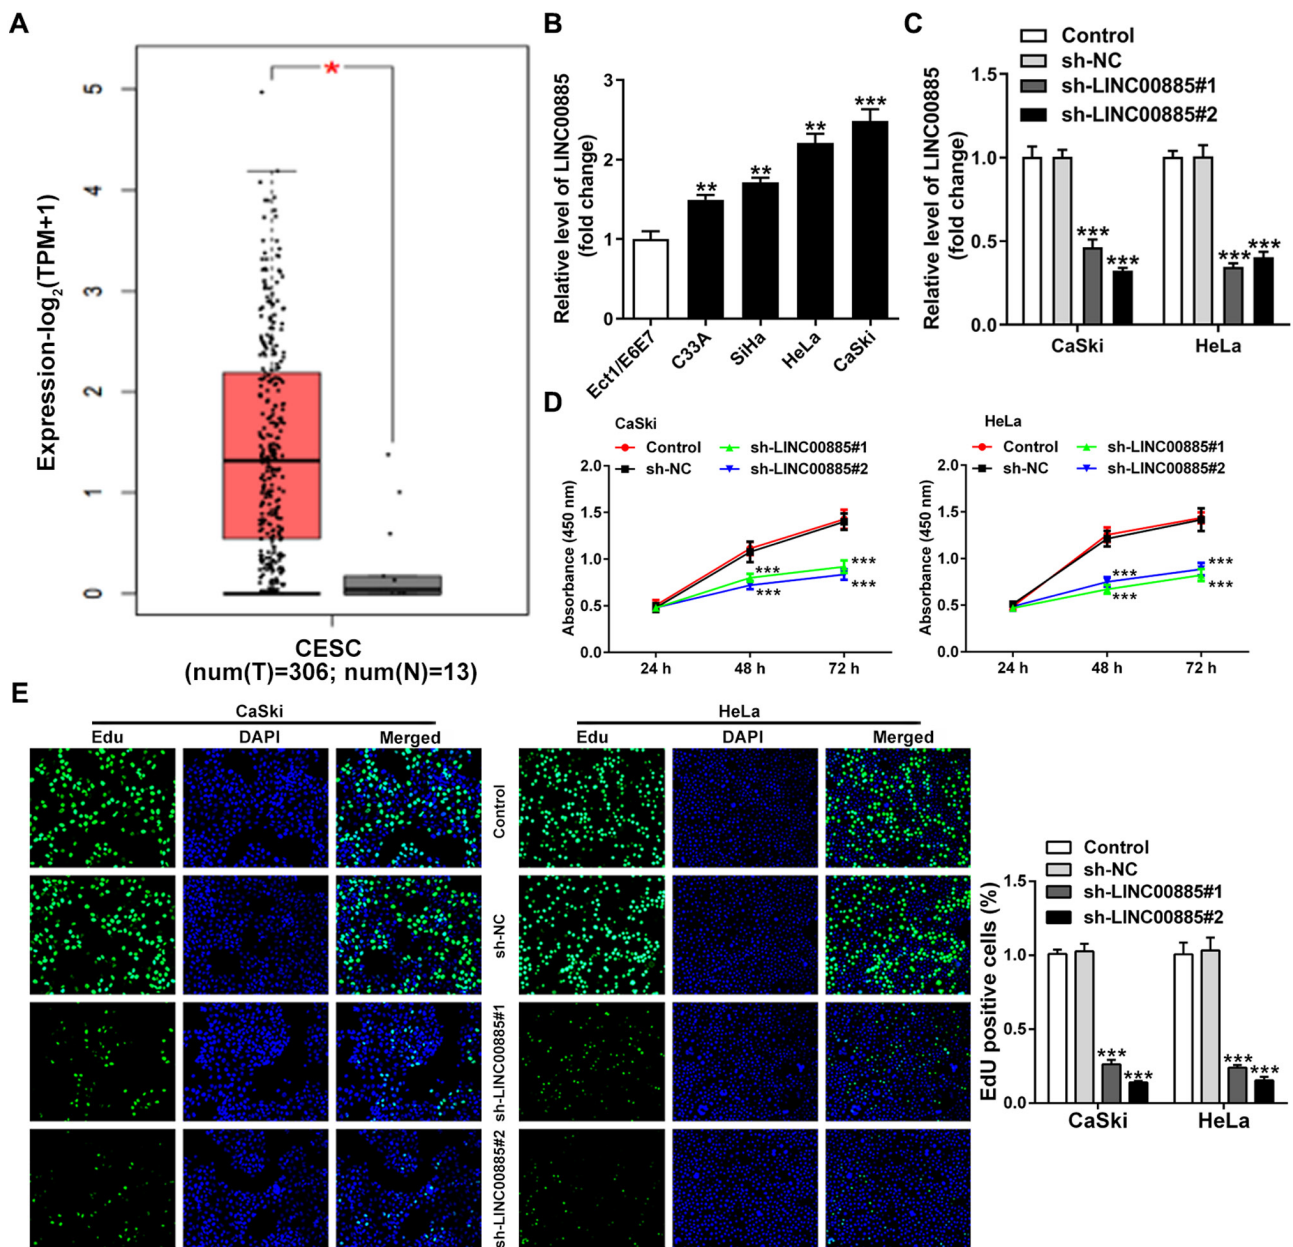 A
Expression-log2(TPM+1)
5
4
3
2
1
0
*
CESC
(num(T)=306; num(N)=13)
B
Relative level of LINC00885
(fold change)
3
2
1
0
**
**
**
***
Ect1/E6E7
C33A
SiHa
HeLa
CaSki
C
Control
sh-NC
sh-LINC00885#1
sh-LINC00885#2
Relative level of LINC00885
(fold change)
1.5
1.0
0.5
0.0
***
***
***
***
CaSki
HeLa
D
CaSki
Control
sh-NC
sh-LINC00885#1
sh-LINC00885#2
Absorbance (450 nm)
2.0
1.5
1.0
0.5
0.0
***
***
***
***
24 h
48 h
72 h
HeLa
Control
sh-NC
sh-LINC00885#1
sh-LINC00885#2
Absorbance (450 nm)
2.0
1.5
1.0
0.5
0.0
***
***
***
***
24 h
48 h
72 h
E
CaSki
Edu
DAPI
Merged
HeLa
Edu
DAPI
Merged
Control
sh-NC
sh-LINC00885#1
sh-LINC00885#2
Control
sh-NC
sh-LINC00885#1
sh-LINC00885#2
EdU positive cells (%)
1.5
1.0
0.5
0.0
***
***
***
***
CaSki
HeLa